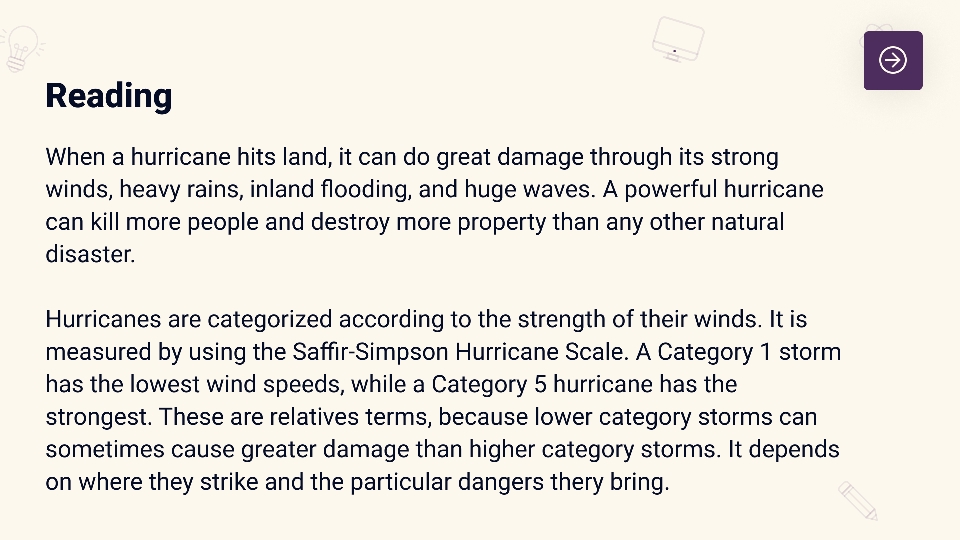 Reading
When a hurricane hits land, it can do great damage through its strong
winds, heavy rains, inland flooding, and huge waves. A powerful hurricane
can kill more people and destroy more property than any other natural
disaster.
Hurricanes are categorized according to the strength of their winds. It is
measured by using the Saffir-Simpson Hurricane Scale. A Category 1 storm
has the lowest wind speeds, while a Category 5 hurricane has the
strongest. These are relatives terms, because lower category storms can
sometimes cause greater damage than higher category storms. It depends
on where they strike and the particular dangers thery bring.